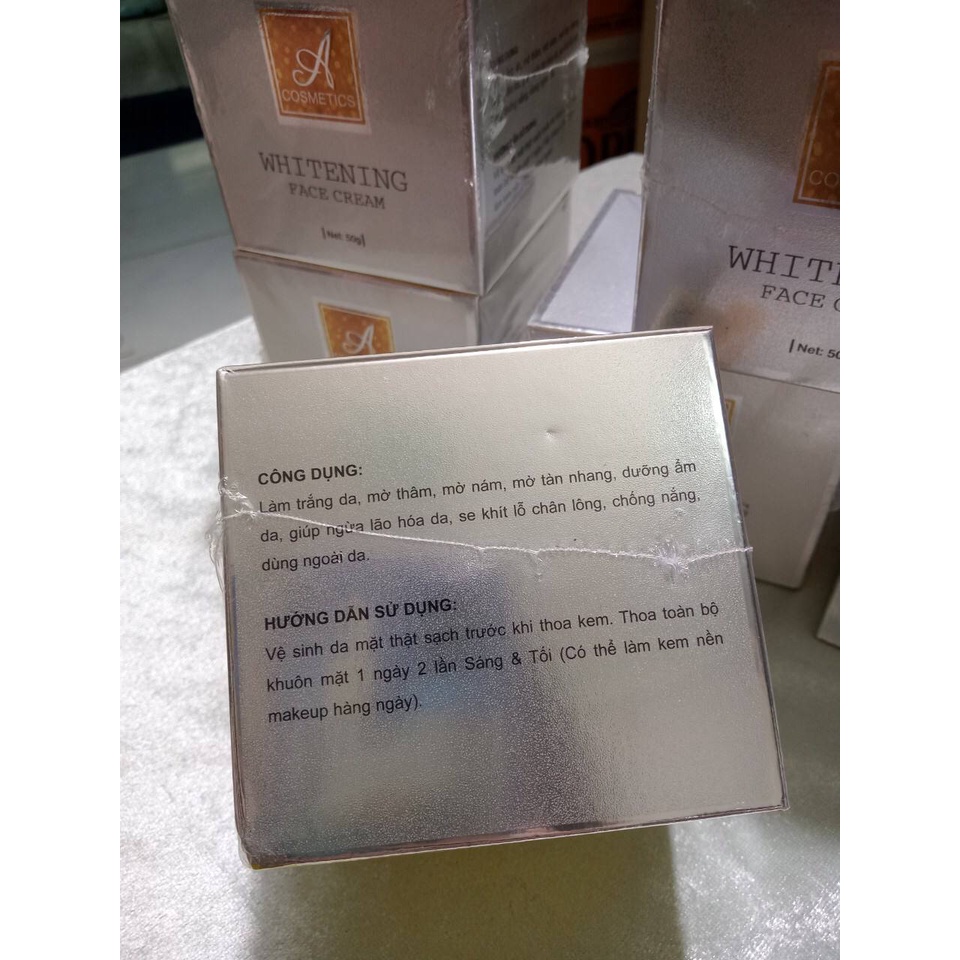 A
COSMETICS
WHITENING
FACE CREAM
Net: 50g
A
WHIT
FACE
Net: 50
CÔNG DỤNG:
Làm trắng da, mờ thâm, mờ nám, mờ tàn nhang, dưỡng ẩm
da, giúp ngừa lão hóa da, se khít lỗ chân lông, chống nắng,
dùng ngoài da.
HƯỚNG DẪN SỬ DỤNG:
Vệ sinh da mặt thật sạch trước khi thoa kem. Thoa toàn bộ
khuôn mặt 1 ngày 2 lần Sáng & Tối (Có thể làm kem nền
makeup hàng ngày).